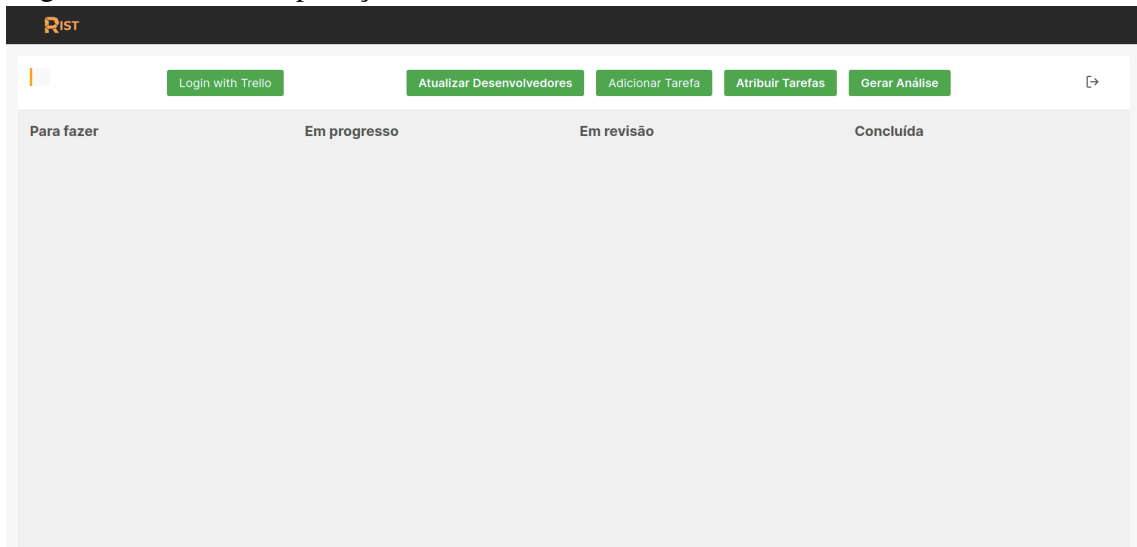 RIST
Login with Trello Atualizar Desenvolvedores Adicionar Tarefa Atribuir Tarefas Gerar Análise
Para fazer Em progresso Em revisão Concluída